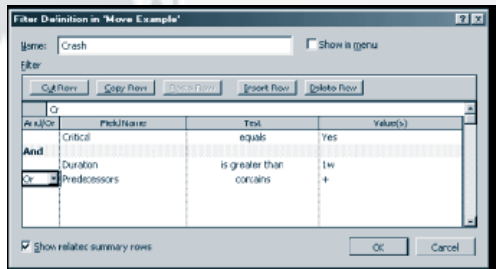 Filter Definition in 'Move Example'
Name: Crash Show in menu
Filter
Cut Row Copy Row Paste Row Insert Row Delete Row
Or
And/Or Field Name Test Value(s)
Critical equals Yes
And
Duration is greater than 1w
Or Predecessors contains +
Show related summary rows OK Cancel